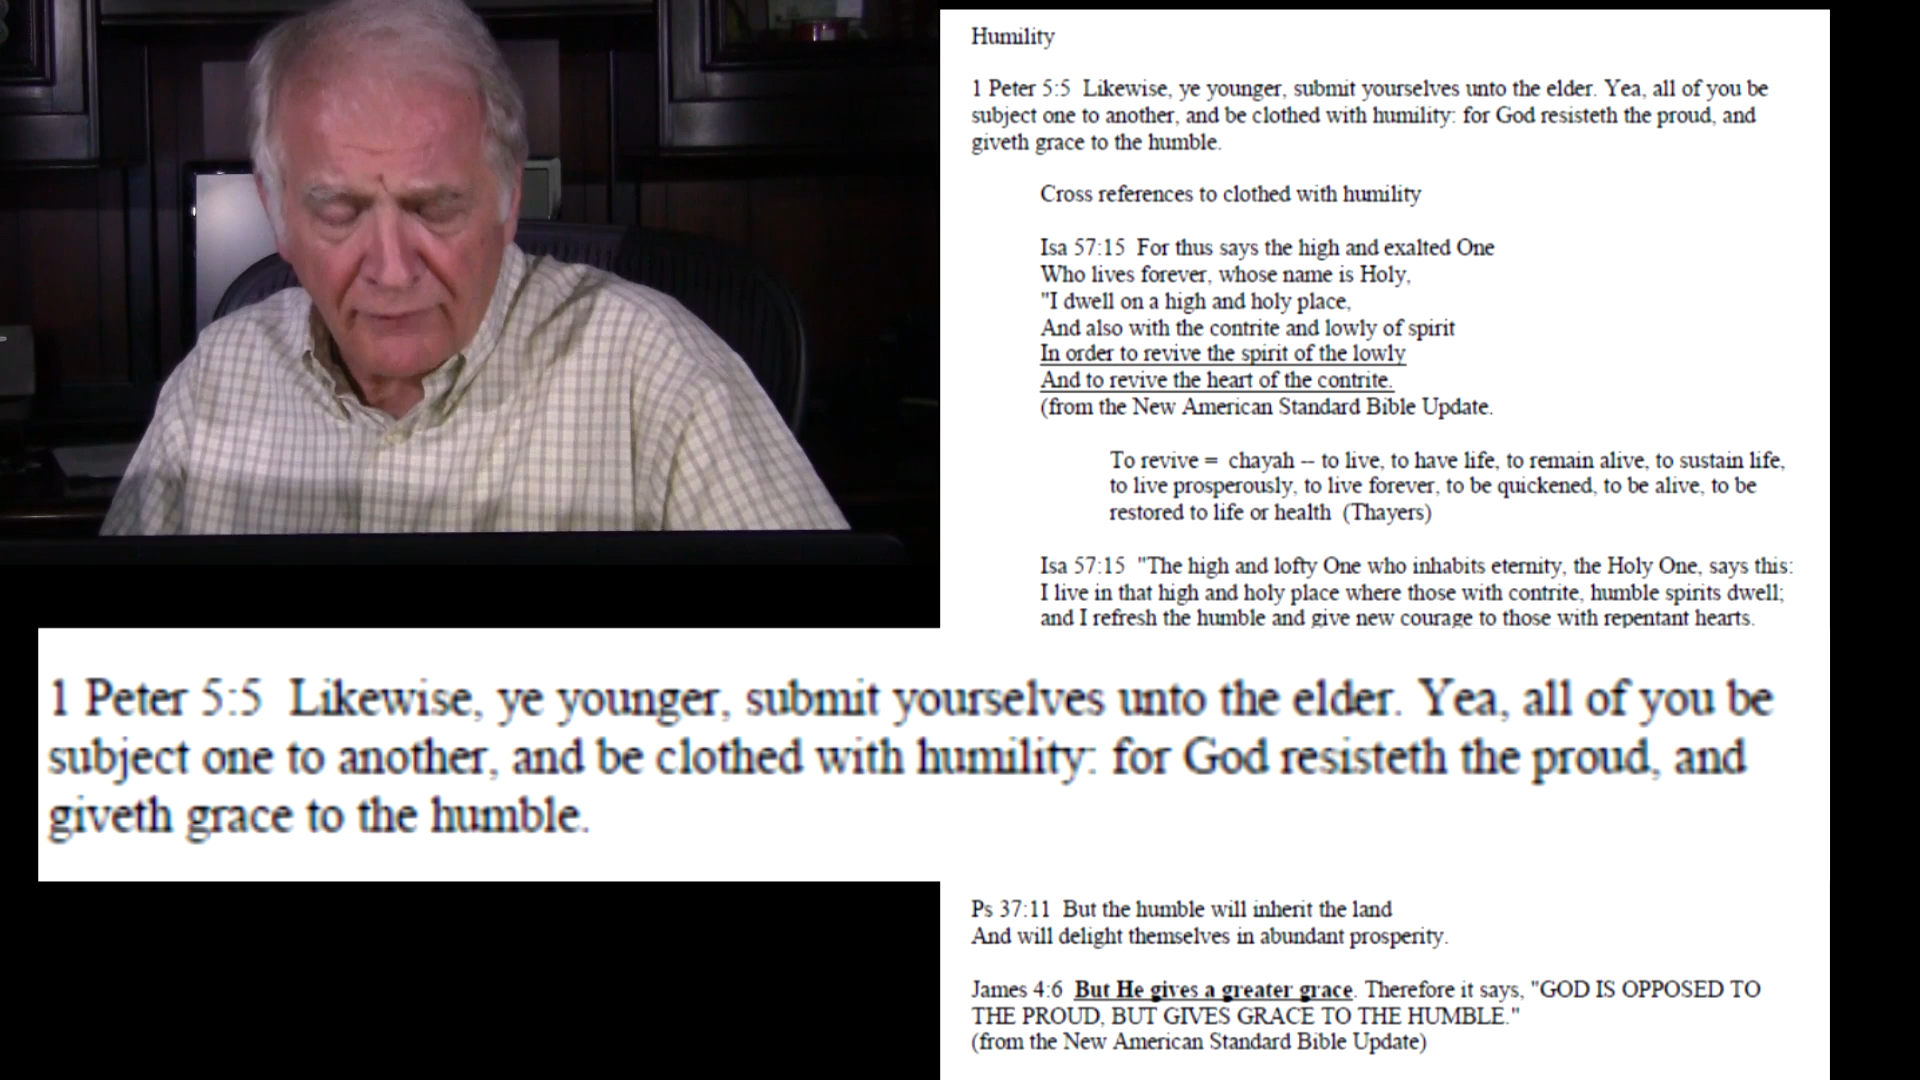 Humility
1 Peter 5:5 Likewise, ye younger, submit yourselves unto the elder. Yea, all of you be
subject one to another, and be clothed with humility: for God resisteth the proud, and
giveth grace to the humble.
Cross references to clothed with humility
Isa 57:15 For thus says the high and exalted One
Who lives forever, whose name is Holy,
"I dwell on a high and holy place,
And also with the contrite and lowly of spirit
In order to revive the spirit of the lowly
And to revive the heart of the contrite.
(from the New American Standard Bible Update.
To revive = chayah -- to live, to have life, to remain alive, to sustain life,
to live prosperously, to live forever, to be quickened, to be alive, to be
restored to life or health (Thayers)
Isa 57:15 "The high and lofty One who inhabits eternity, the Holy One, says this:
I live in that high and holy place where those with contrite, humble spirits dwell;
and I refresh the humble and give new courage to those with repentant hearts.
1 Peter 5:5 Likewise, ye younger, submit yourselves unto the elder. Yea, all of you be
subject one to another, and be clothed with humility: for God resisteth the proud, and
giveth grace to the humble.
Ps 37:11 But the humble will inherit the land
And will delight themselves in abundant prosperity.
James 4:6 But He gives a greater grace. Therefore it says, "GOD IS OPPOSED TO
THE PROUD, BUT GIVES GRACE TO THE HUMBLE."
(from the New American Standard Bible Update)